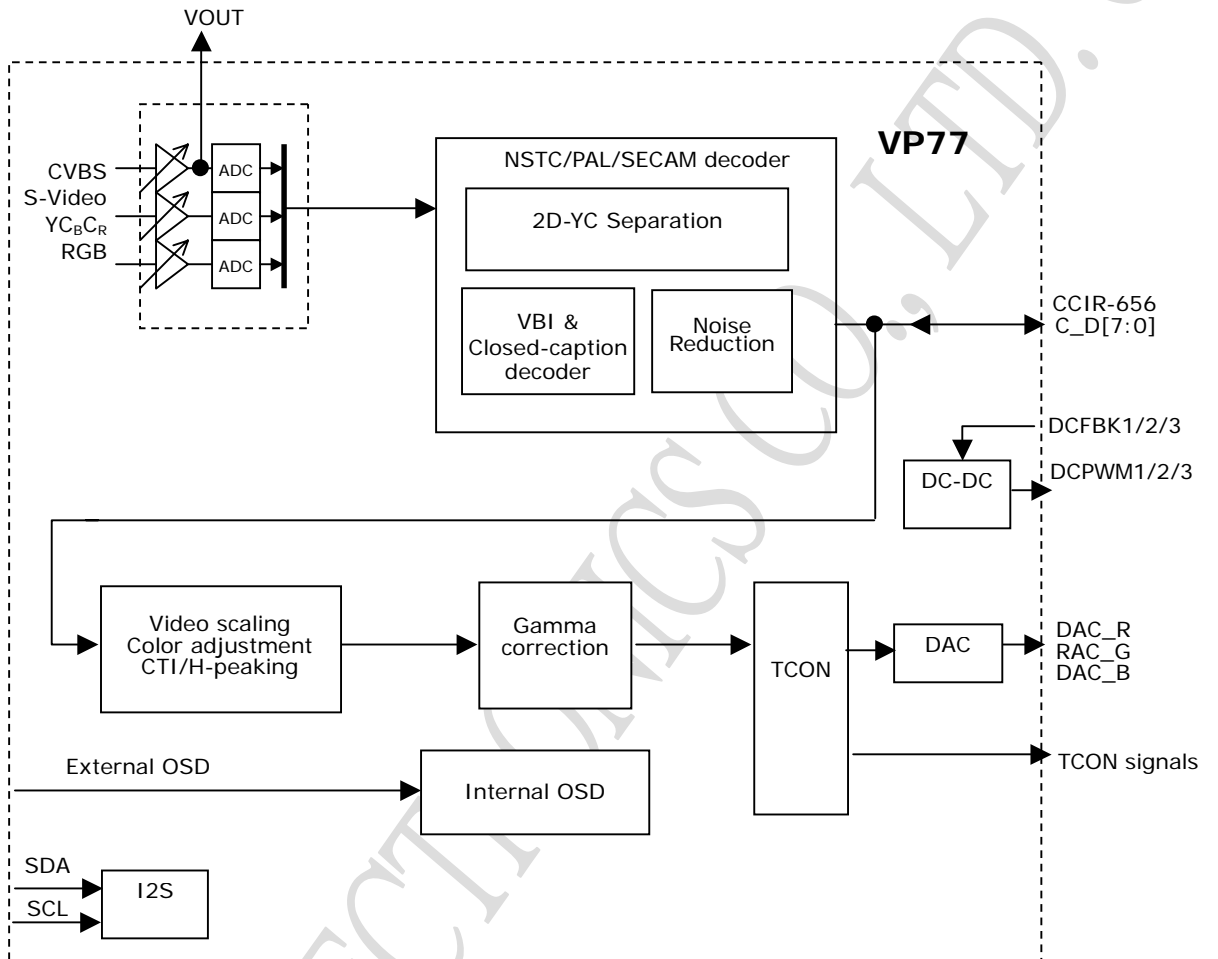 VOUT
VP77
CVBS
S-Video
YCBCR
RGB
ADC
ADC
ADC
NSTC/PAL/SECAM decoder
2D-YC Separation
VBI &
Closed-caption
decoder
Noise
Reduction
CCIR-656
C_D[7:0]
DCFBK1/2/3
DC-DC
DCPWM1/2/3
Video scaling
Color adjustment
CTI/H-peaking
Gamma
correction
TCON
DAC
DAC_R
RAC_G
DAC_B
TCON signals
External OSD
Internal OSD
SDA
SCL
I2S
CO., LTD.